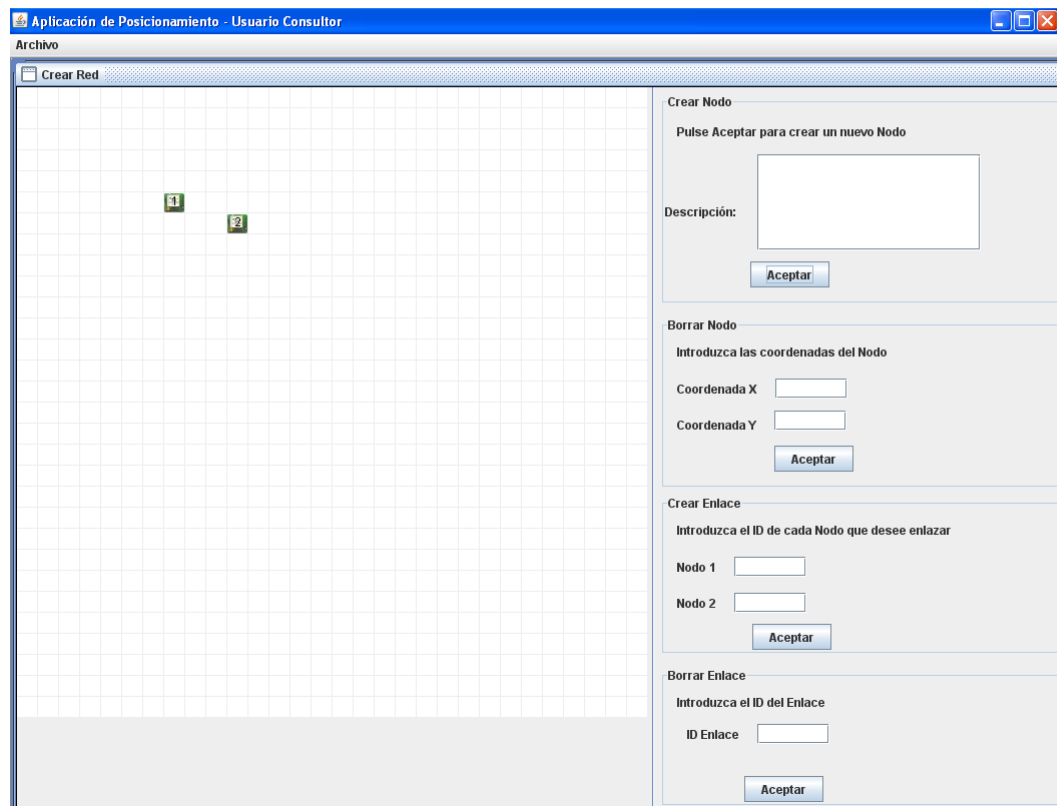 Aplicación de Posicionamiento - Usuario Consultor
Archivo
Crear Red
1
2
Crear Nodo
Pulse Aceptar para crear un nuevo Nodo
Descripción:
Aceptar
Borrar Nodo
Introduzca las coordenadas del Nodo
Coordenada X
Coordenada Y
Aceptar
Crear Enlace
Introduzca el ID de cada Nodo que desee enlazar
Nodo 1
Nodo 2
Aceptar
Borrar Enlace
Introduzca el ID del Enlace
ID Enlace
Aceptar